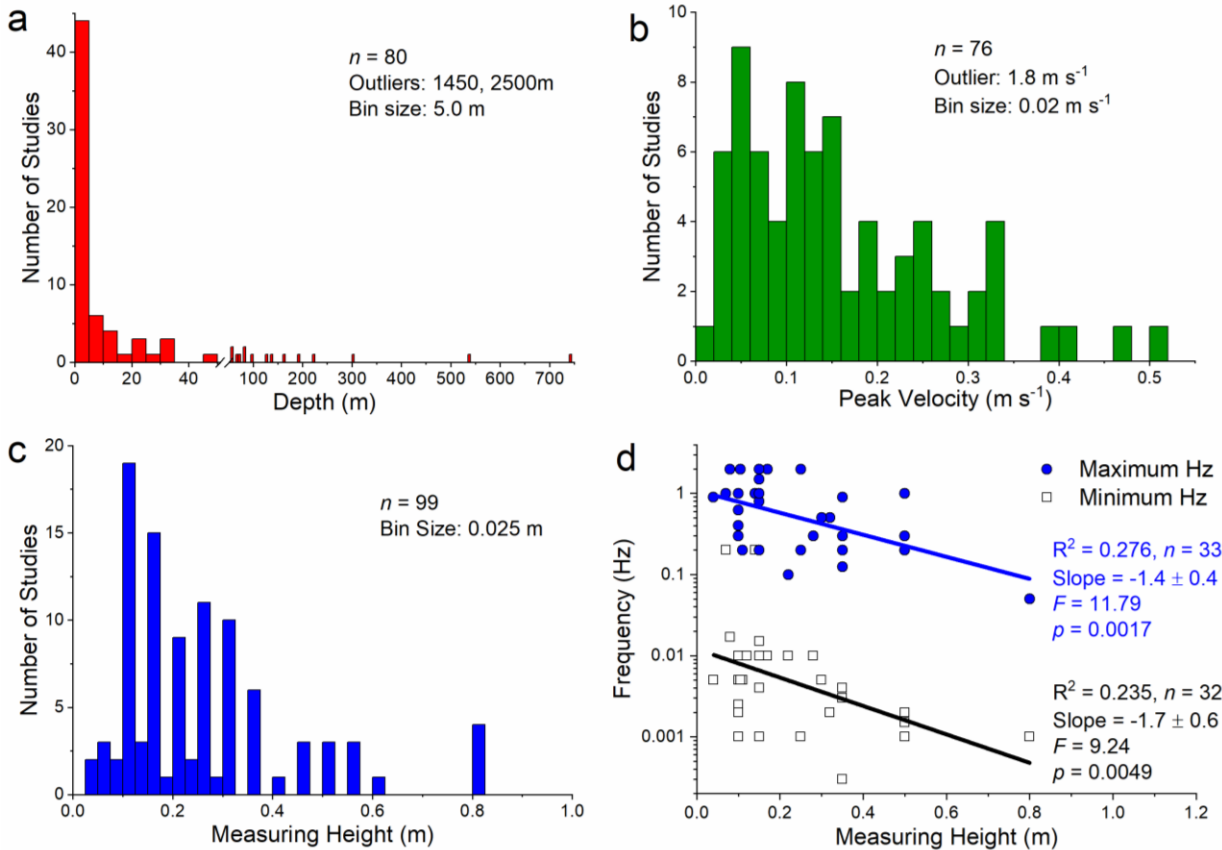 a
n = 80
Outliers: 1450, 2500m
Bin size: 5.0 m
Number of Studies
40
30
20
10
0
0 20 40 100 200 300 400 500 600 700
Depth (m)
b
n = 76
Outlier: 1.8 m s-1
Bin size: 0.02 m s-1
Number of Studies
10
8
6
4
2
0
0.0 0.1 0.2 0.3 0.4 0.5
Peak Velocity (m s-1)
c
n = 99
Bin Size: 0.025 m
Number of Studies
20
15
10
5
0
0.0 0.2 0.4 0.6 0.8 1.0
Measuring Height (m)
d
Maximum Hz
Minimum Hz
R2 = 0.276, n = 33
Slope = -1.4 ± 0.4
F = 11.79
p = 0.0017
R2 = 0.235, n = 32
Slope = -1.7 ± 0.6
F = 9.24
p = 0.0049
Frequency (Hz)
1
0.1
0.01
0.001
0.0 0.2 0.4 0.6 0.8 1.0 1.2
Measuring Height (m)